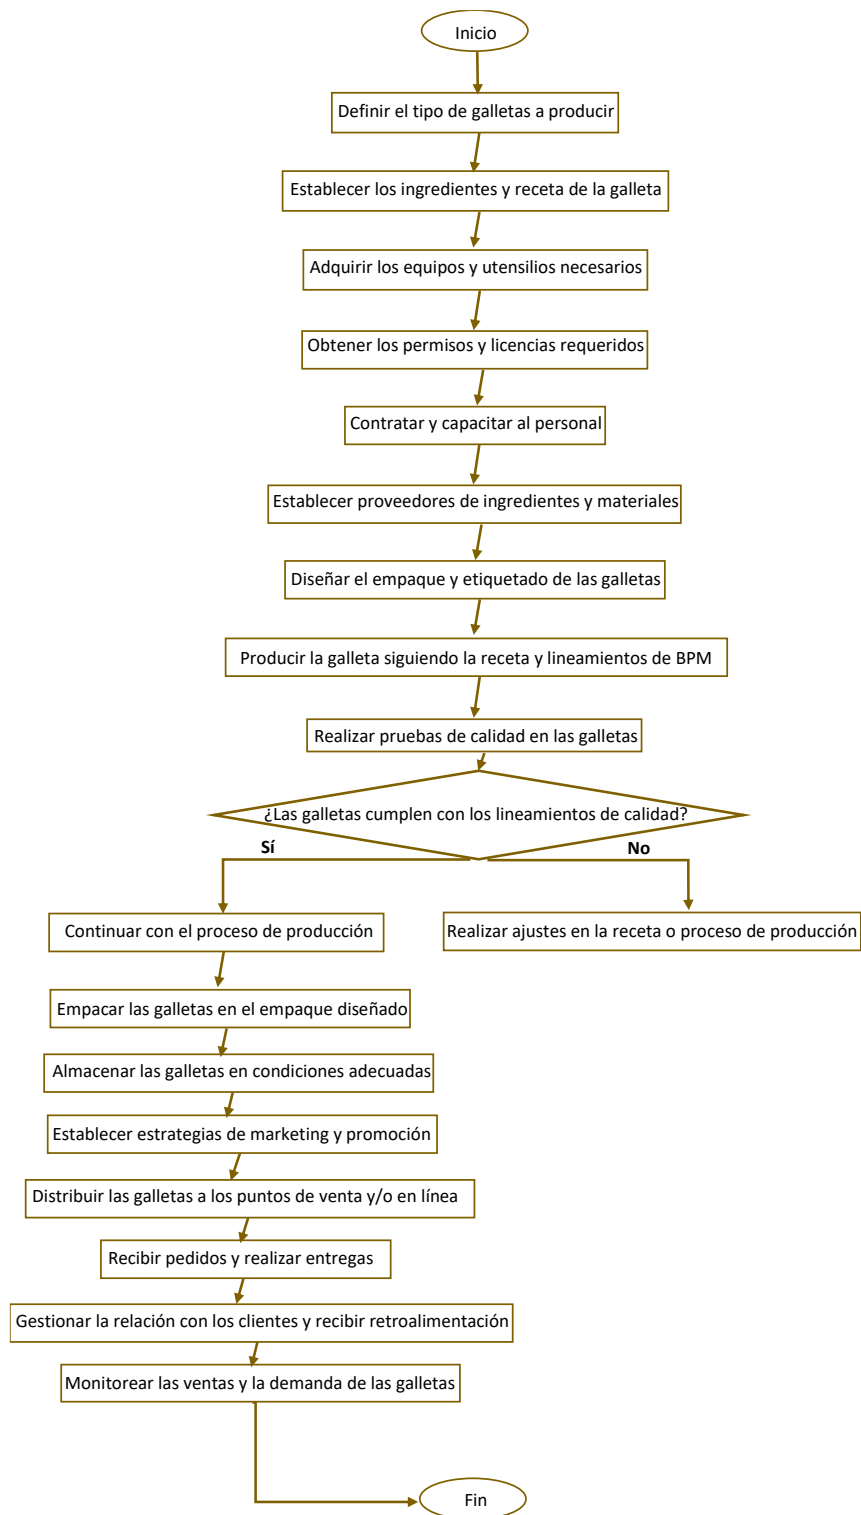 Inicio
Definir el tipo de galletas a producir
Establecer los ingredientes y receta de la galleta
Adquirir los equipos y utensilios necesarios
Obtener los permisos y licencias requeridos
Contratar y capacitar al personal
Establecer proveedores de ingredientes y materiales
Diseñar el empaque y etiquetado de las galletas
Producir la galleta siguiendo la receta y lineamientos de BPM
Realizar pruebas de calidad en las galletas
¿Las galletas cumplen con los lineamientos de calidad?
Sí
No
Continuar con el proceso de producción
Realizar ajustes en la receta o proceso de producción
Empacar las galletas en el empaque diseñado
Almacenar las galletas en condiciones adecuadas
Establecer estrategias de marketing y promoción
Distribuir las galletas a los puntos de venta y/o en línea
Recibir pedidos y realizar entregas
Gestionar la relación con los clientes y recibir retroalimentación
Monitorear las ventas y la demanda de las galletas
Fin